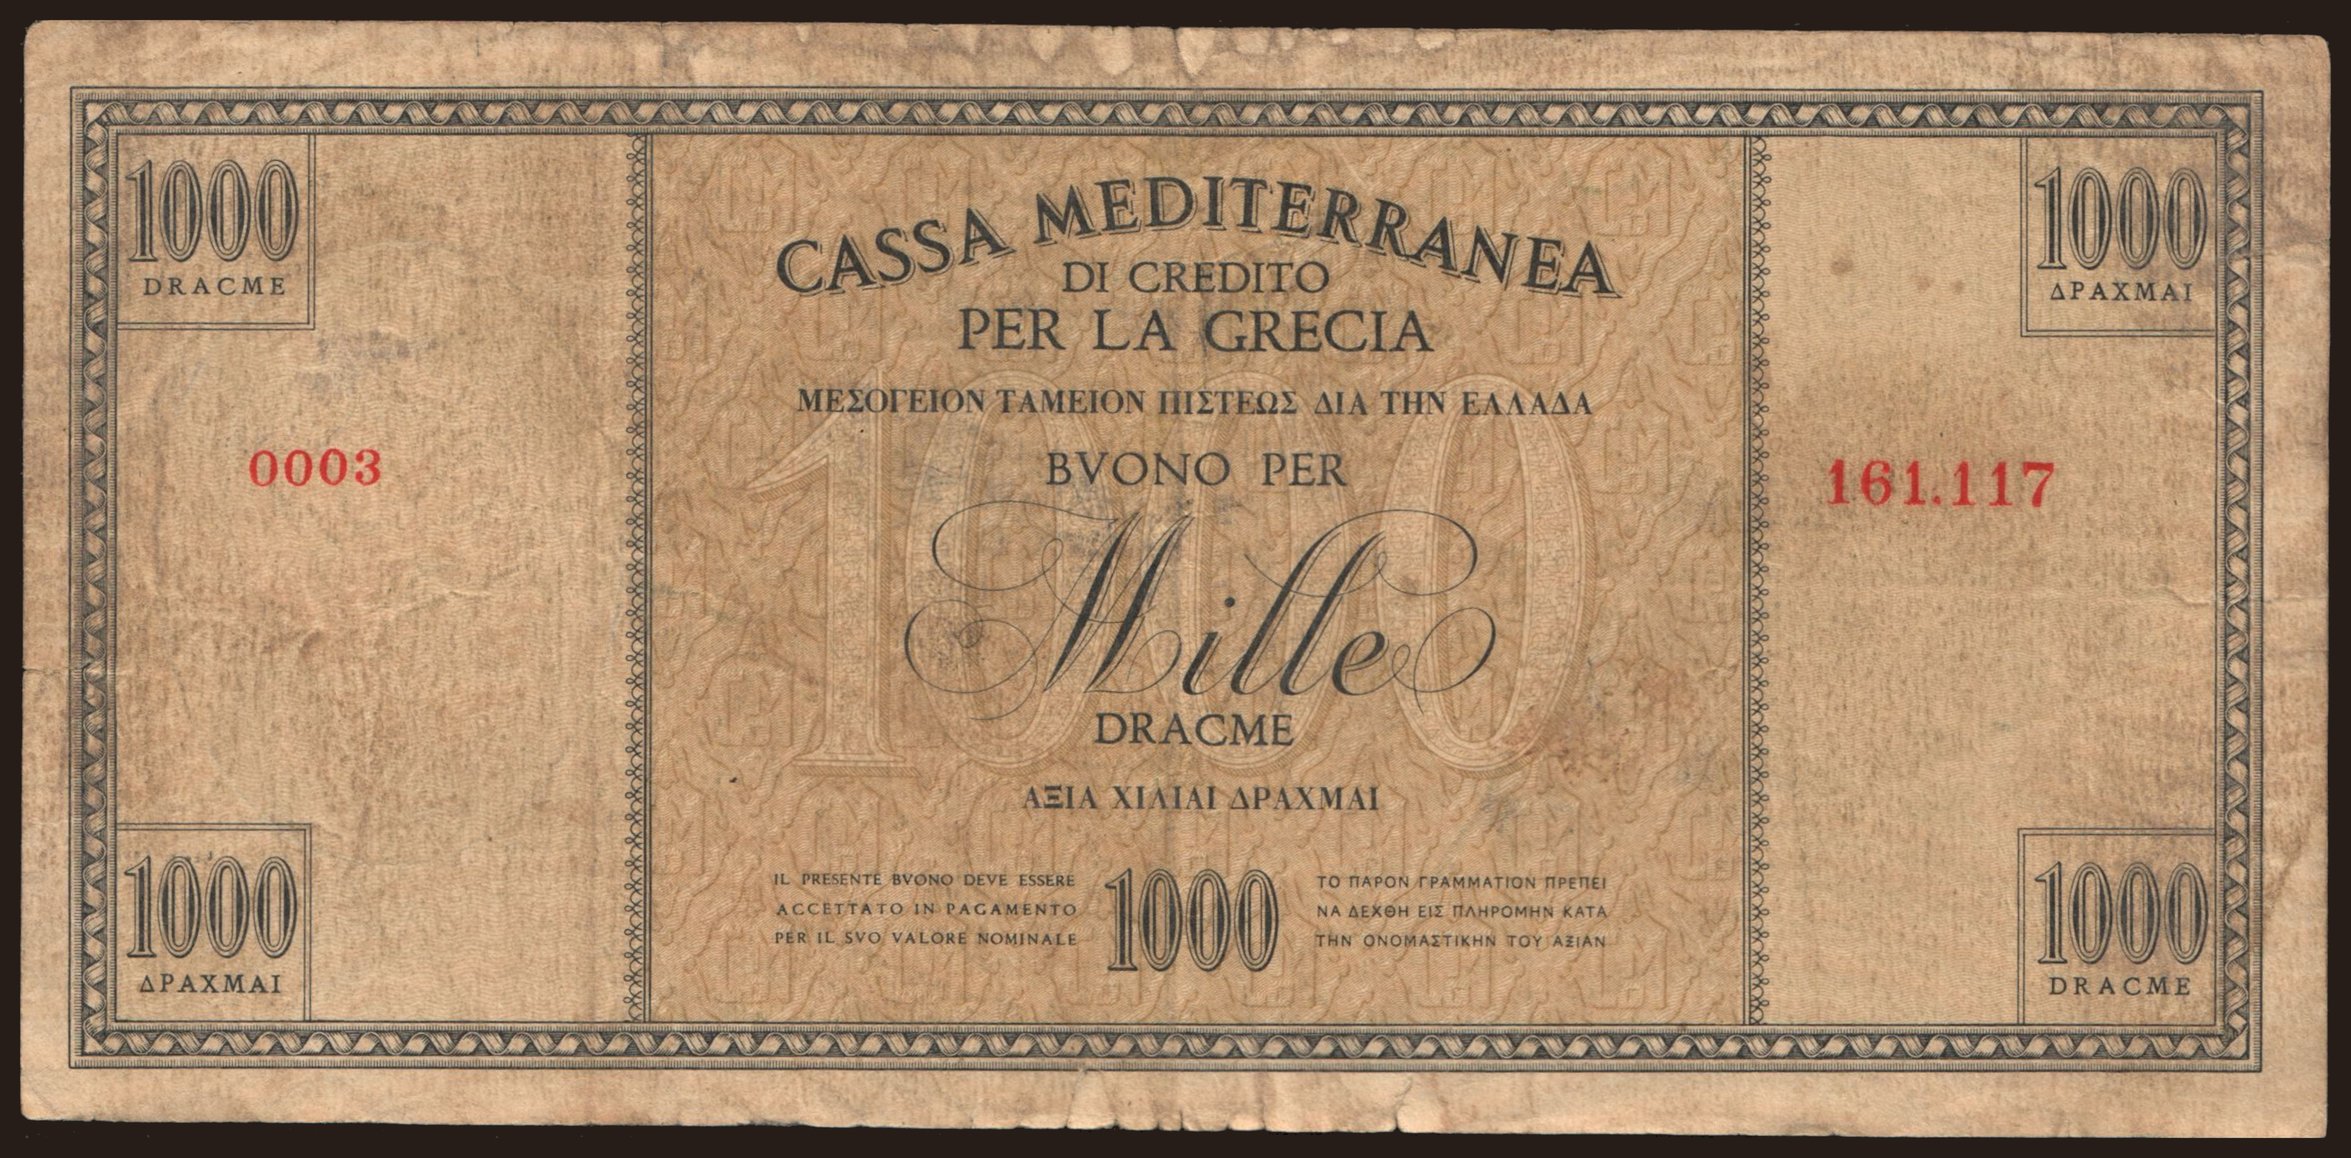 1000
DRACME
1000
ΔΡΑΧΜΑΙ
CASSA MEDITERRANEA
DI CREDITO
PER LA GRECIA
ΜΕΣΟΓΕΙΟΝ ΤΑΜΕΙΟΝ ΠΙΣΤΕΩΣ ΔΙΑ ΤΗΝ ΕΛΛΑΔΑ
0003
BVONO PER
161.117
1000
Mille
DRACME
ΑΞΙΑ ΧΙΛΙΑΙ ΔΡΑΧΜΑΙ
IL PRESENTE BVONO DEVE ESSERE
ACCETTATO IN PAGAMENTO
PER IL SVO VALORE NOMINALE
1000
ΤΟ ΠΑΡΟΝ ΓΡΑΜΜΑΤΙΟΝ ΠΡΕΠΕΙ
ΝΑ ΔΕΧΘΗ ΕΙΣ ΠΛΗΡΟΜΗΝ ΚΑΤΑ
ΤΗΝ ΟΝΟΜΑΣΤΙΚΗΝ ΤΟΥ ΑΞΙΑΝ
1000
ΔΡΑΧΜΑΙ
1000
DRACME